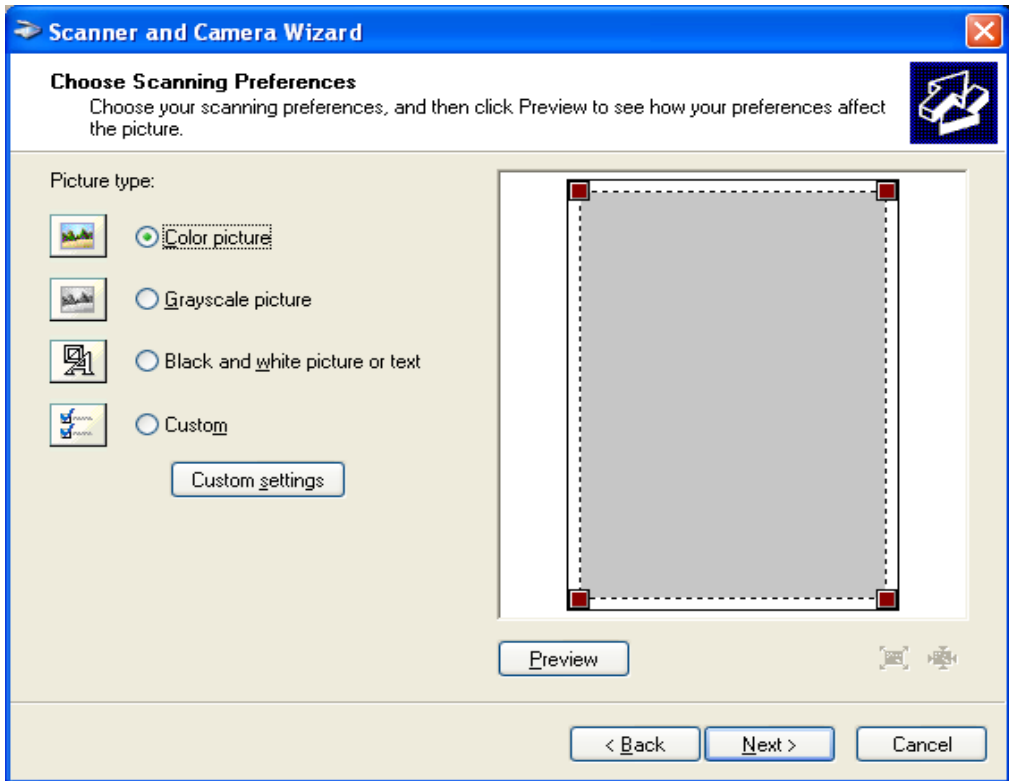 Scanner and Camera Wizard
Choose Scanning Preferences
Choose your scanning preferences, and then click Preview to see how your preferences affect
the picture.
Picture type:
Color picture
Grayscale picture
Black and white picture or text
Custom
Custom settings
Preview
< Back
Next >
Cancel